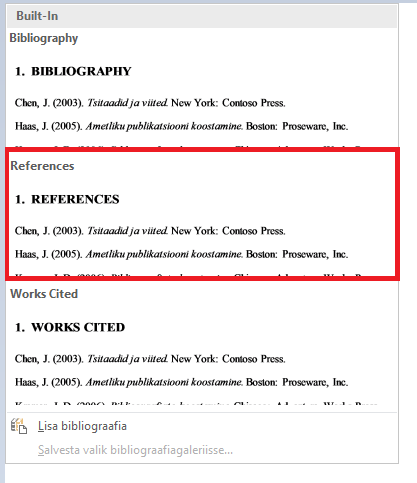 Built-In
Bibliography
1. BIBLIOGRAPHY
Chen, J. (2003). Tsitaadid ja viited. New York: Contoso Press.
Haas, J. (2005). Ametliku publikatsiooni koostamine. Boston: Proseware, Inc.
References
1. REFERENCES
Chen, J. (2003). Tsitaadid ja viited. New York: Contoso Press.
Haas, J. (2005). Ametliku publikatsiooni koostamine. Boston: Proseware, Inc.
Works Cited
1. WORKS CITED
Chen, J. (2003). Tsitaadid ja viited. New York: Contoso Press.
Haas, J. (2005). Ametliku publikatsiooni koostamine. Boston: Proseware, Inc.
Lisa bibliograafia
Salvesta valik bibliograafiagaleriisse...